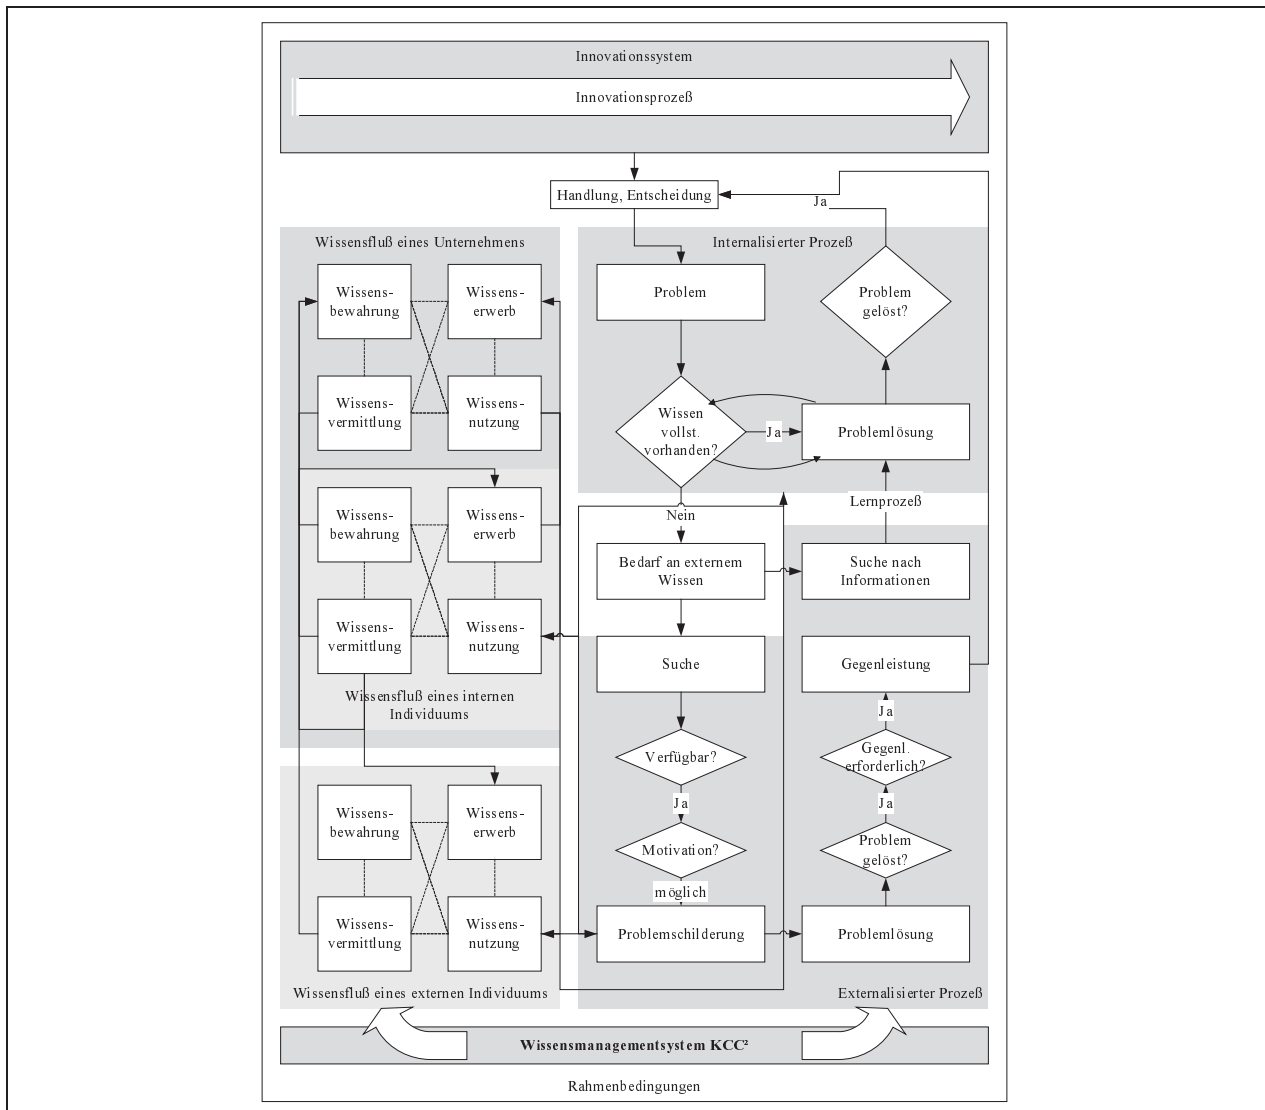 Innovationssystem
Innovationsprozeß
Handlung, Entscheidung
Ja
Wissensfluß eines Unternehmens
Wissens-
bewahrung
Wissens-
erwerb
Wissens-
vermittlung
Wissens-
nutzung
Wissens-
bewahrung
Wissens-
erwerb
Wissens-
vermittlung
Wissens-
nutzung
Wissensfluß eines internen
Individuums
Wissens-
bewahrung
Wissens-
erwerb
Wissens-
vermittlung
Wissens-
nutzung
Wissensfluß eines externen Individuums
Internalisierter Prozeß
Problem
Problem
gelöst?
Wissen
vollst.
vorhanden?
Ja
Problemlösung
Nein
Lernprozeß
Bedarf an externem
Wissen
Suche nach
Informationen
Suche
Gegenleistung
Ja
Verfügbar?
Gegenl.
erforderlich?
Ja
Ja
Motivation?
Problem
gelöst?
möglich
Problemschilderung
Problemlösung
Externalisierter Prozeß
Wissensmanagementsystem KCC²
Rahmenbedingungen